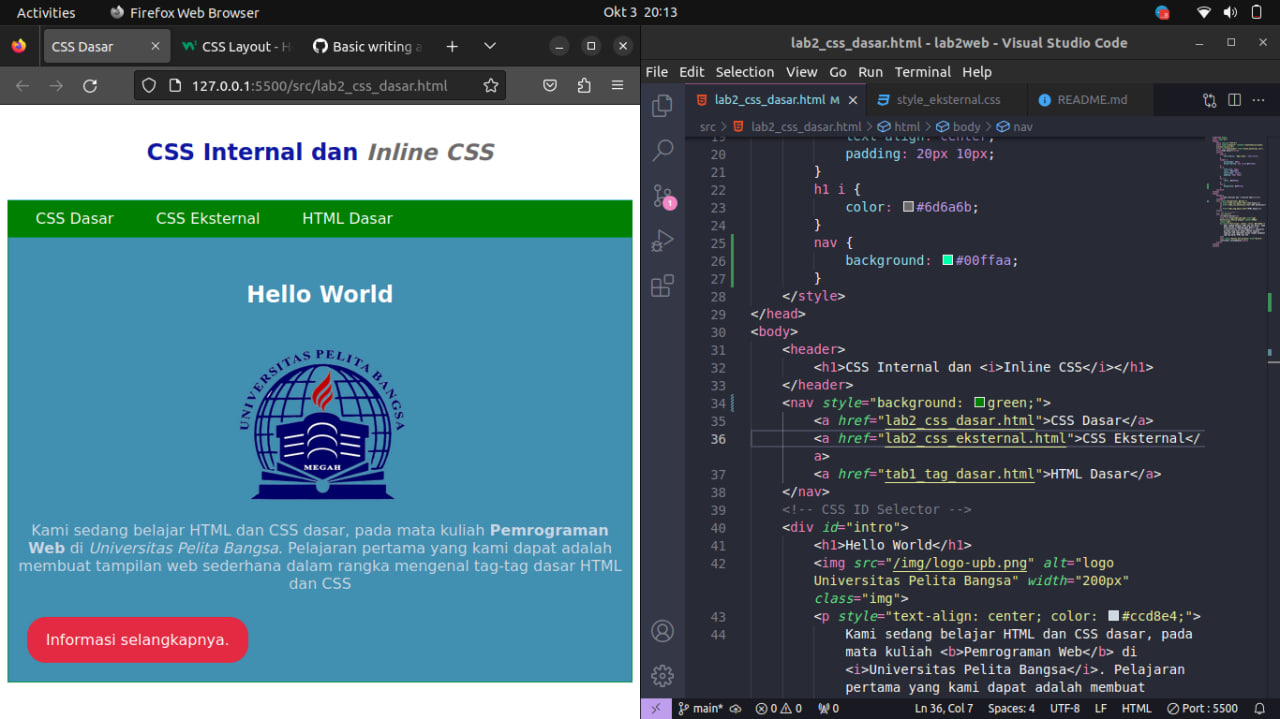 Activities
Firefox Web Browser
Okt 3 20:13
CSS Dasar
CSS Layout - H
Basic writing a
127.0.0.1:5500/src/lab2_css_dasar.html
CSS Internal dan Inline CSS
CSS Dasar CSS Eksternal HTML Dasar
Hello World
UNIVERSITAS PELITA BANGSA
MEGAH
Kami sedang belajar HTML dan CSS dasar, pada mata kuliah Pemrograman
Web di Universitas Pelita Bangsa. Pelajaran pertama yang kami dapat adalah
membuat tampilan web sederhana dalam rangka mengenal tag-tag dasar HTML
dan CSS
Informasi selangkapnya.
lab2_css_dasar.html - lab2web - Visual Studio Code
File Edit Selection View Go Run Terminal Help
lab2_css_dasar.html M
style_eksternal.css
README.md
src > lab2_css_dasar.html > html > body > nav
1
19 text-align: center;
20 padding: 20px 10px;
21 }
22 h1 i {
23 color: #6d6a6b;
24 }
25 nav {
26 background: #00ffaa;
27 }
28 </style>
29 </head>
30 <body>
31 <header>
32 <h1>CSS Internal dan <i>Inline CSS</i></h1>
33 </header>
34 <nav style="background: green;">
35 <a href="lab2_css_dasar.html">CSS Dasar</a>
36 <a href="lab2_css_eksternal.html">CSS Eksternal</
a>
37 <a href="tab1_tag_dasar.html">HTML Dasar</a>
38 </nav>
39 <!-- CSS ID Selector -->
40 <div id="intro">
41 <h1>Hello World</h1>
42 <img src="/img/logo-upb.png" alt="logo
Universitas Pelita Bangsa" width="200px"
class="img">
43 <p style="text-align: center; color: #ccd8e4;">
44 Kami sedang belajar HTML dan CSS dasar, pada
mata kuliah <b>Pemrograman Web</b> di
<i>Universitas Pelita Bangsa</i>. Pelajaran
pertama yang kami dapat adalah membuat
main* 0 0 0 Ln 36, Col 7 Spaces: 4 UTF-8 LF HTML Port : 5500